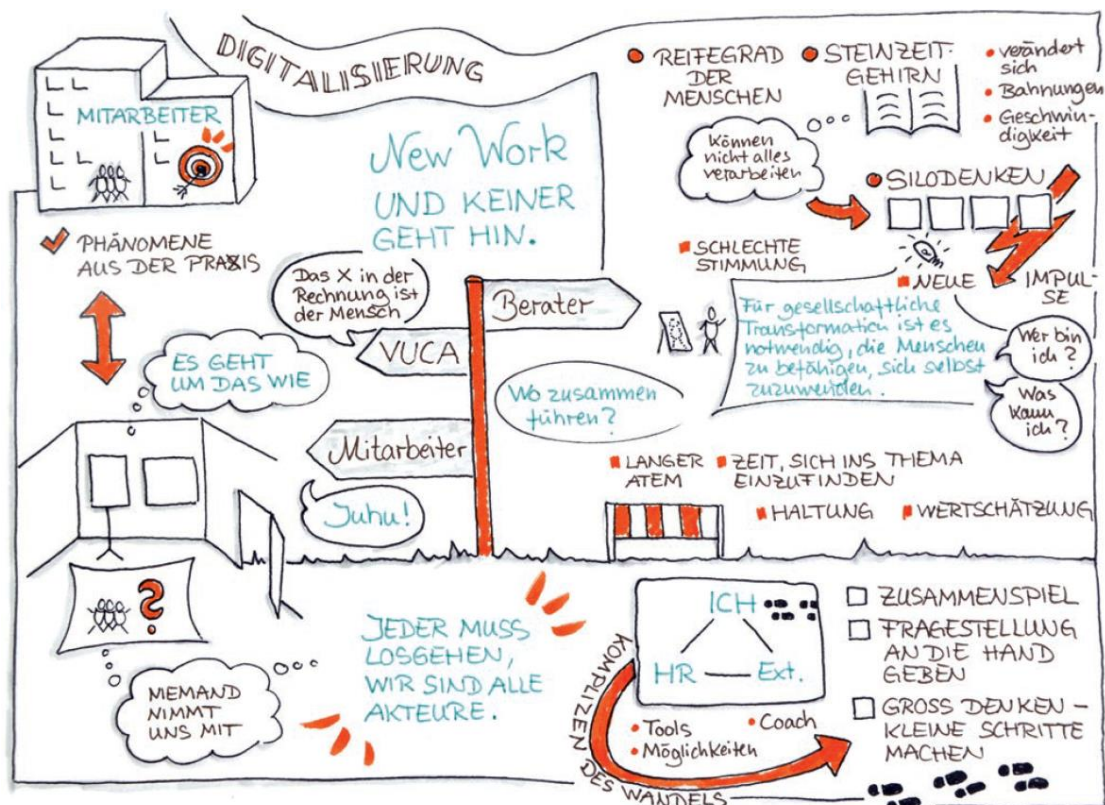 DIGITALISIERUNG
MITARBEITER
New Work
UND KEINER
GEHT HIN.
PHÄNOMENE
AUS DER PRAXIS
Das X in der
Rechnung ist
der Mensch
Berater
VUCA
ES GEHT
UM DAS WIE
Wo zusammen
führen?
Mitarbeiter
Juhu!
REIFEGRAD
DER
MENSCHEN
STEINZEIT-
GEHIRN
verändert
sich
Bahnungen
Geschwin-
digkeit
Können
nicht alles
verarbeiten
SILODENKEN
SCHLECHTE
STIMMUNG
NEUE IMPUL-
SE
Für gesellschaftliche
Transformation ist es
notwendig, die Menschen
zu befähigen, sich selbst
zuzuwenden.
Wer bin
ich?
Was
kann
ich?
LANGER
ATEM
ZEIT, SICH INS THEMA
EINZUFINDEN
HALTUNG
WERTSCHÄTZUNG
?
NIEMAND
NIMMT
UNS MIT
JEDER MUSS
LOSGEHEN,
WIR SIND ALLE
AKTEURE.
ICH
HR
Ext.
KOMPLIZEN DES WANDELS
Tools
Möglichkeiten
Coach
ZUSAMMENSPIEL
FRAGESTELLUNG
AN DIE HAND
GEBEN
GROSS DENKEN –
KLEINE SCHRITTE
MACHEN